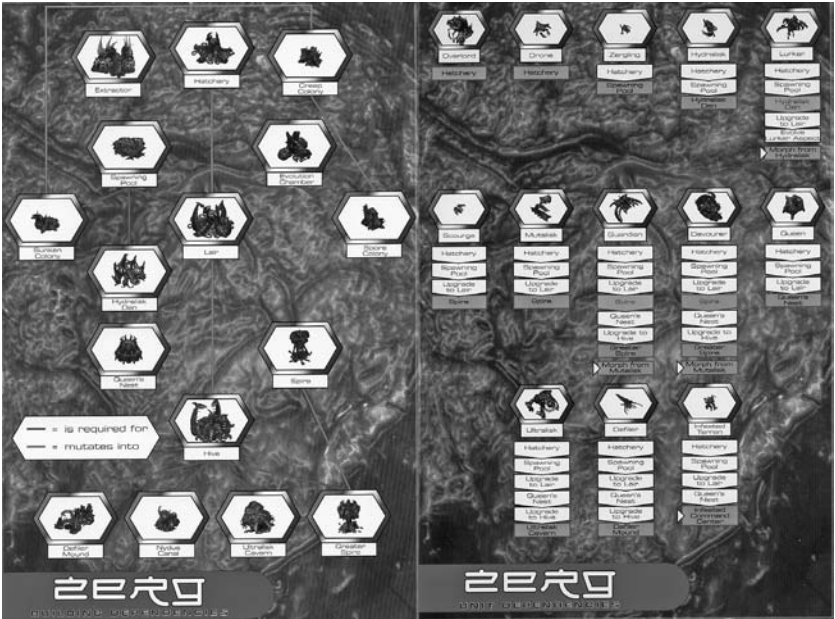 Extractor
Hatchery
Creep
Colony
Spawning
Pool
Evolution
Chamber
Sunken
Colony
Lair
Spore
Colony
Hydralisk
Den
Queen's
Nest
Spire
= is required for
= mutates into
Hive
Defiler
Mound
Nydus
Canal
Ultralisk
Cavern
Greater
Spire
ZERG
BUILDING DEPENDENCIES
Overlord
Hatchery
Drone
Hatchery
Zergling
Hatchery
Spawning
Pool
Hydralisk
Hatchery
Spawning
Pool
Hydralisk
Den
Lurker
Hatchery
Spawning
Pool
Hydralisk
Den
Upgrade
to Lair
Evolve
Lurker Aspect
Morph from
Hydralisk
Scourge
Hatchery
Spawning
Pool
Upgrade
to Lair
Spire
Mutalisk
Hatchery
Spawning
Pool
Upgrade
to Lair
Spire
Guardian
Hatchery
Spawning
Pool
Upgrade
to Lair
Spire
Queen's
Nest
Upgrade to
Hive
Greater
Spire
Morph from
Mutalisk
Devourer
Hatchery
Spawning
Pool
Upgrade
to Lair
Spire
Queen's
Nest
Upgrade to
Hive
Greater
Spire
Morph from
Mutalisk
Queen
Hatchery
Spawning
Pool
Upgrade
to Lair
Queen's
Nest
Ultralisk
Hatchery
Spawning
Pool
Upgrade
to Lair
Queen's
Nest
Upgrade
to Hive
Ultralisk
Cavern
Defiler
Hatchery
Spawning
Pool
Upgrade
to Lair
Queen's
Nest
Upgrade
to Hive
Defiler
Mound
Infested
Terran
Hatchery
Spawning
Pool
Upgrade
to Lair
Queen's
Nest
Infested
Command
Center
ZERG
UNIT DEPENDENCIES